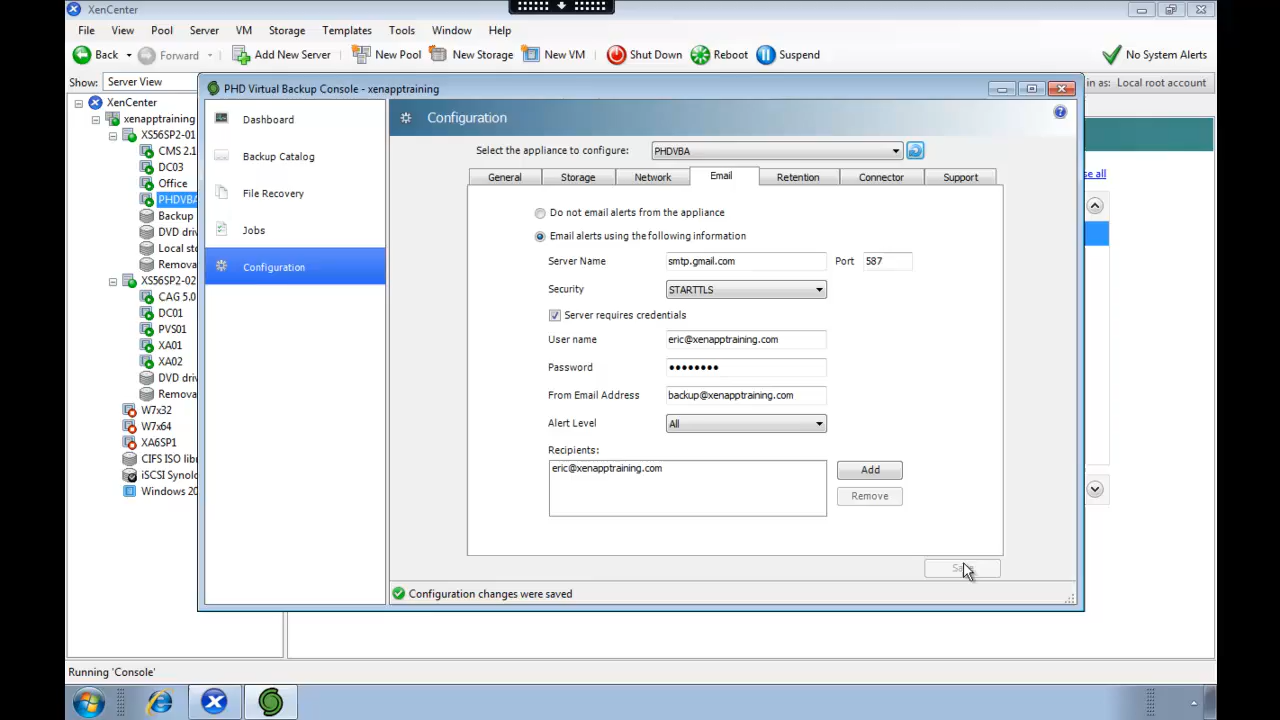 XenCenter
File View Pool Server VM Storage Templates Tools Window Help
Back Forward Add New Server New Pool New Storage New VM Shut Down Reboot Suspend No System Alerts
Show: Server View
in as: Local root account
XenCenter
xenapptraining
XS56SP2-01
CMS 2.1
DC03
Office
PHDVBA
Backup
DVD driv
Local sto
Remova
XS56SP2-02
CAG 5.0
DC01
PVS01
XA01
XA02
DVD driv
Remova
W7x32
W7x64
XA6SP1
CIFS ISO libr
iSCSI Synolo
Windows 20
se all
PHD Virtual Backup Console - xenapptraining
Dashboard
Backup Catalog
File Recovery
Jobs
Configuration
Configuration
Select the appliance to configure: PHDVBA
General Storage Network Email Retention Connector Support
Do not email alerts from the appliance
Email alerts using the following information
Server Name smtp.gmail.com Port 587
Security STARTTLS
Server requires credentials
User name eric@xenapptraining.com
Password ••••••••
From Email Address backup@xenapptraining.com
Alert Level All
Recipients:
eric@xenapptraining.com
Add
Remove
Configuration changes were saved
Running 'Console'